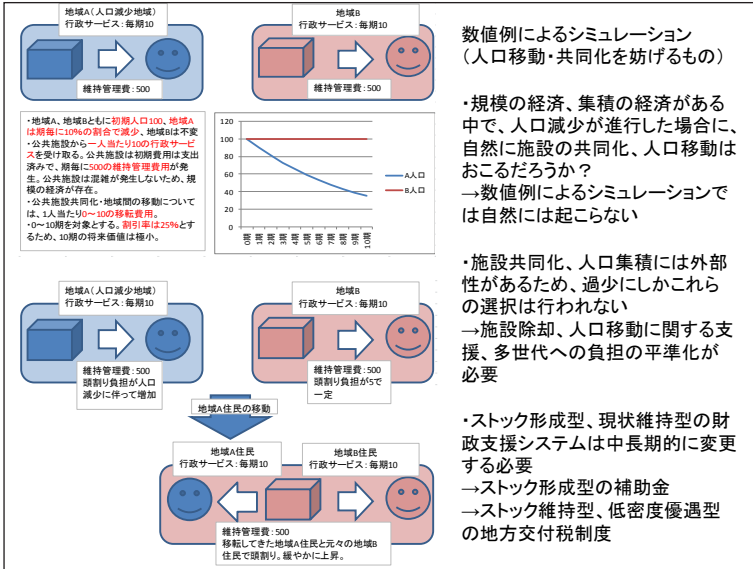 地域A（人口減少地域）
行政サービス：毎期10
維持管理費：500
地域B
行政サービス：毎期10
維持管理費：500
・地域A、地域Bともに初期人口100、地域A
は期毎に10%の割合で減少、地域Bは不変
・公共施設から一人当たり10の行政サービ
スを受け取る。公共施設は初期費用は支出
済みで、期毎に500の維持管理費用が発
生。公共施設は混雑が発生しないため、規
模の経済が存在。
・公共施設共同化・地域間の移動について
は、1人当たり0～10の移転費用。
・0～10期を対象とする。割引率は25%とす
るため、10期の将来価値は極小。
120
100
80
60
40
20
0
0期
1期
2期
3期
4期
5期
6期
7期
8期
9期
10期
A人口
B人口
地域A（人口減少地域）
行政サービス：毎期10
維持管理費：500
頭割り負担が人口
減少に伴って増加
地域B
行政サービス：毎期10
維持管理費：500
頭割り負担が5で
一定
地域A住民の移動
地域A住民
行政サービス：毎期10
地域B住民
行政サービス：毎期10
維持管理費：500
移転してきた地域A住民と元々の地域B
住民で頭割り。緩やかに上昇。
数値例によるシミュレーション
（人口移動・共同化を妨げるもの）
・規模の経済、集積の経済がある
中で、人口減少が進行した場合に、
自然に施設の共同化、人口移動は
おこるだろうか？
→数値例によるシミュレーションで
は自然には起こらない
・施設共同化、人口集積には外部
性があるため、過少にしかこれら
の選択は行われない
→施設除却、人口移動に関する支
援、多世代への負担の平準化が
必要
・ストック形成型、現状維持型の財
政支援システムは中長期的に変更
する必要
→ストック形成型の補助金
→ストック維持型、低密度優遇型
の地方交付税制度